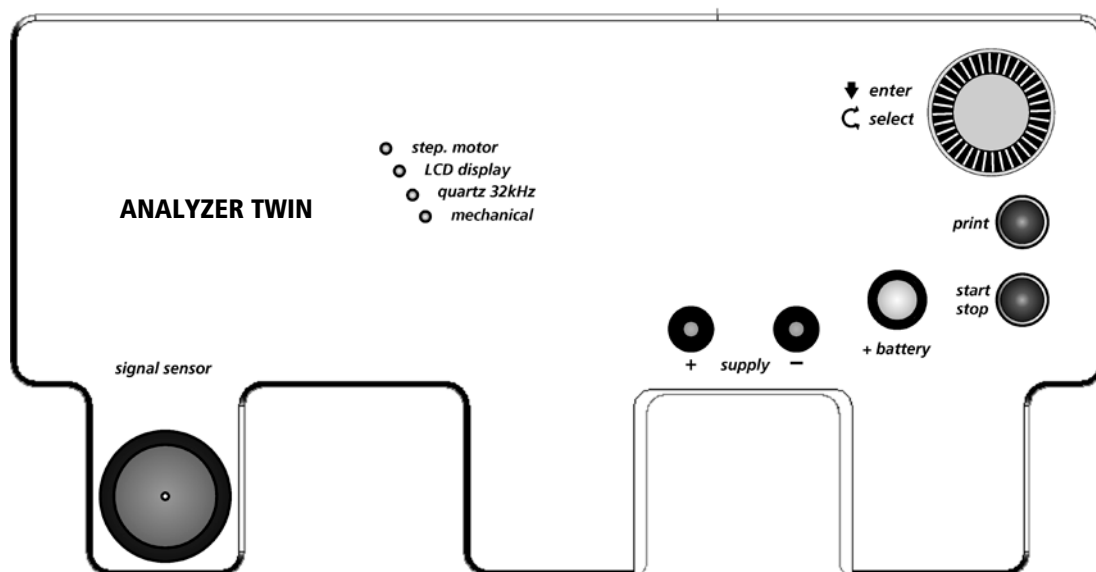 enter
select
step. motor
LCD display
quartz 32kHz
mechanical
ANALYZER TWIN
print
start
stop
+ battery
+ supply −
signal sensor